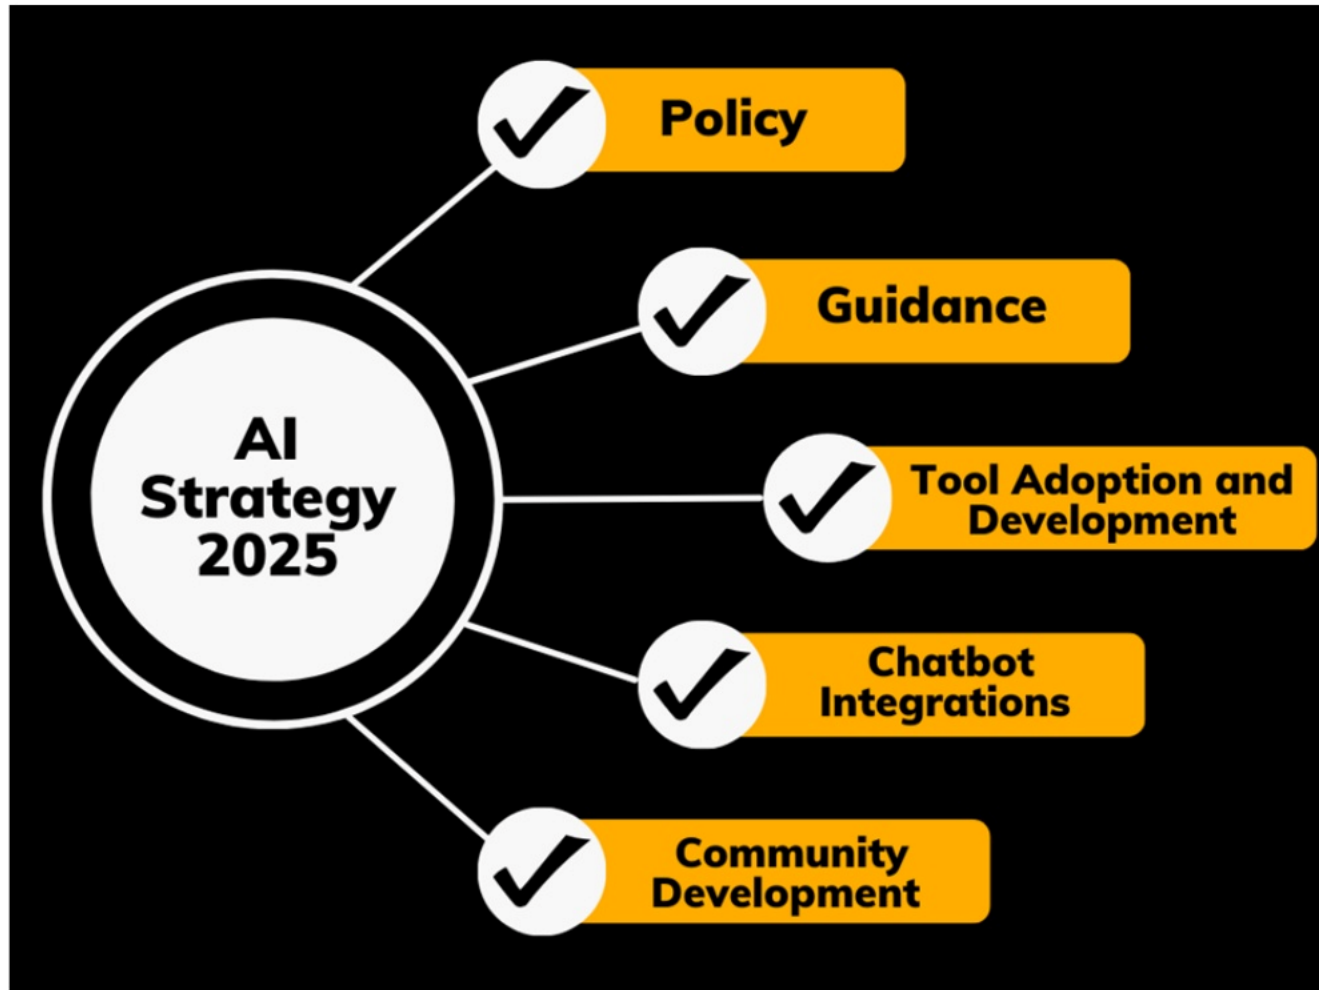 AI
Strategy
2025
Policy
Guidance
Tool Adoption and
Development
Chatbot
Integrations
Community
Development